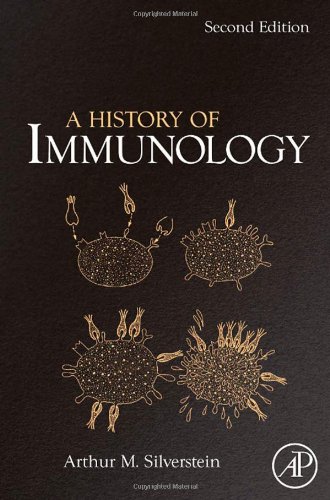 Second Edition
A HISTORY OF
IMMUNOLOGY
Arthur M. Silverstein
AP